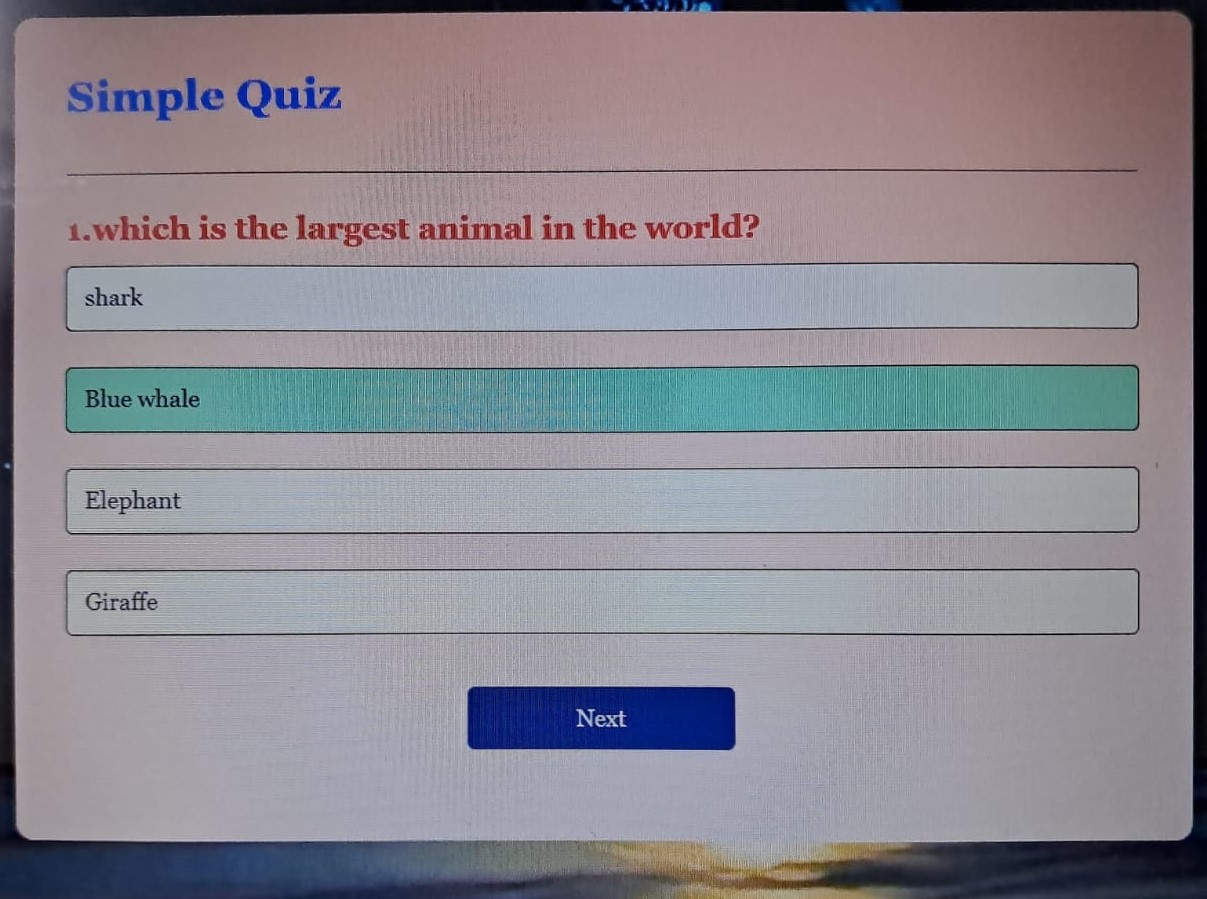 Simple Quiz
1.which is the largest animal in the world?
shark
Blue whale
Elephant
Giraffe
Next